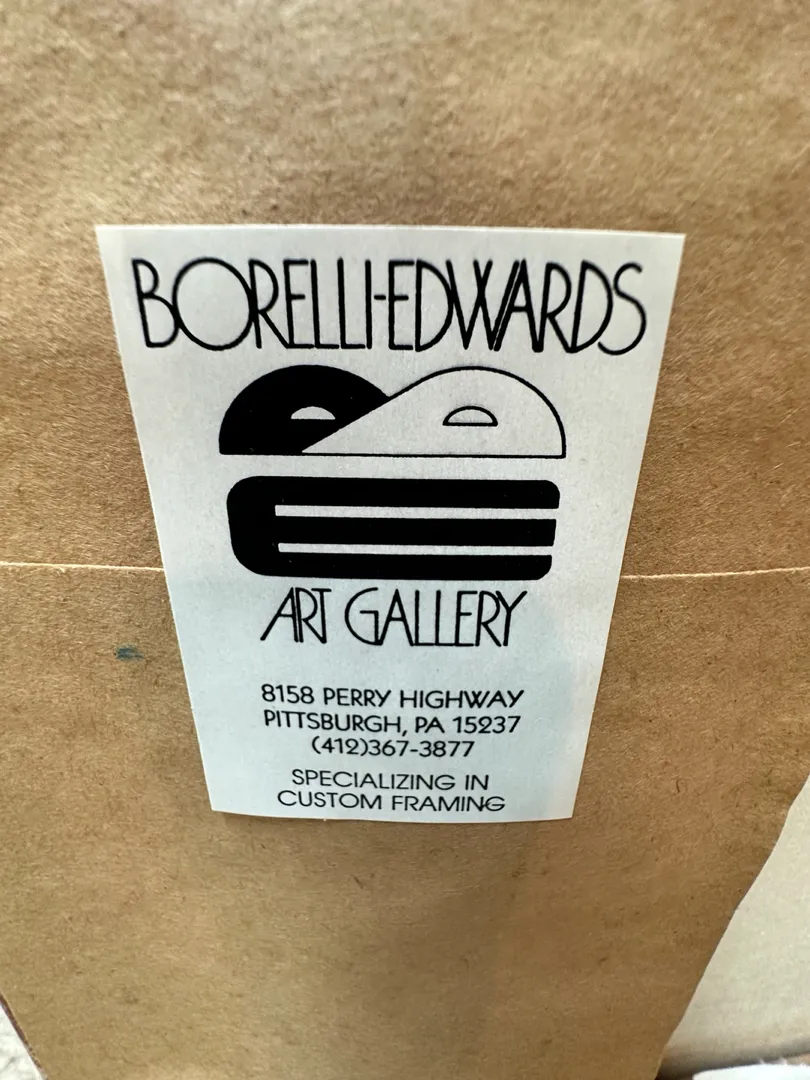 BORELLI-EDWARDS
ART GALLERY
8158 PERRY HIGHWAY
PITTSBURGH, PA 15237
(412)367-3877
SPECIALIZING IN
CUSTOM FRAMING